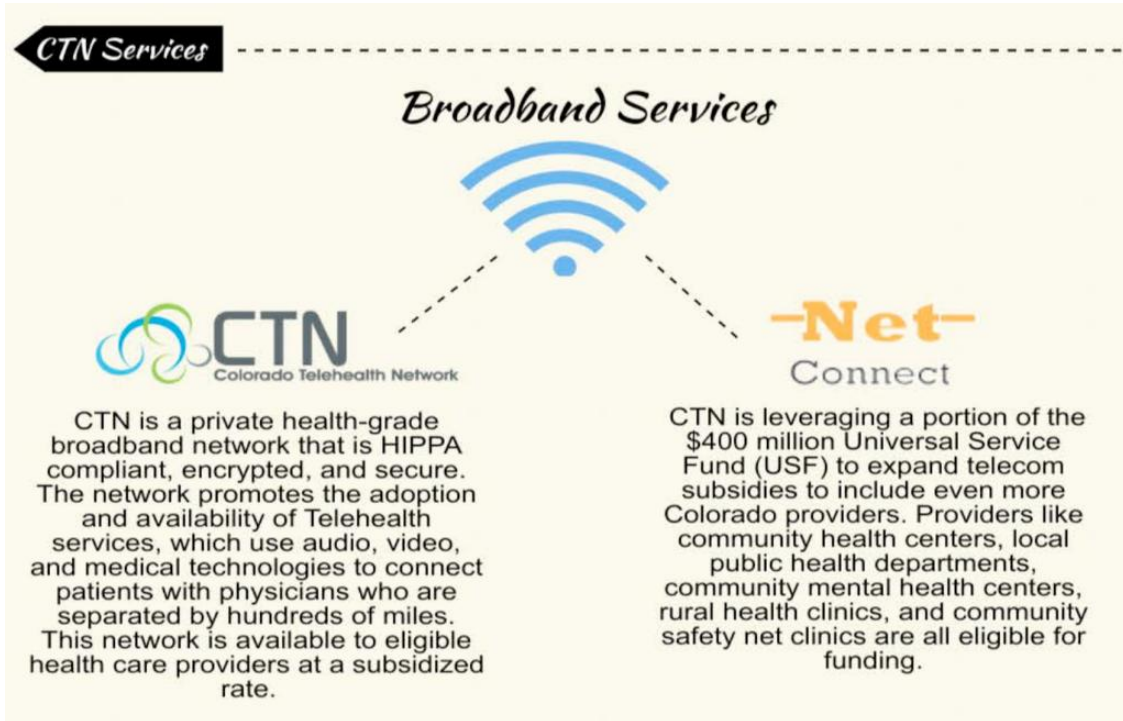 CTN Services
Broadband Services
CTN
Colorado Telehealth Network
CTN is a private health-grade
broadband network that is HIPPA
compliant, encrypted, and secure.
The network promotes the adoption
and availability of Telehealth
services, which use audio, video,
and medical technologies to connect
patients with physicians who are
separated by hundreds of miles.
This network is available to eligible
health care providers at a subsidized
rate.
-Net-
Connect
CTN is leveraging a portion of the
$400 million Universal Service
Fund (USF) to expand telecom
subsidies to include even more
Colorado providers. Providers like
community health centers, local
public health departments,
community mental health centers,
rural health clinics, and community
safety net clinics are all eligible for
funding.